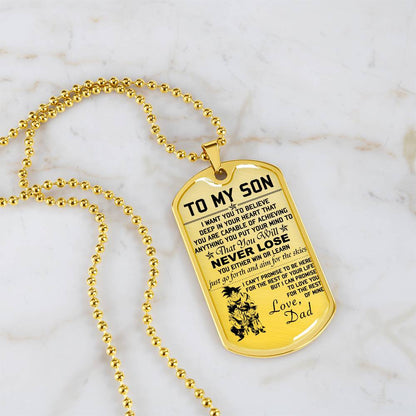 TO MY SON
I WANT YOU TO BELIEVE
DEEP IN YOUR HEART THAT
YOU ARE CAPABLE OF ACHIEVING
ANYTHING YOU PUT YOUR MIND TO
That You Will
NEVER LOSE
YOU EITHER WIN OR LEARN
just go forth and aim for the skies
I CAN'T PROMISE TO BE HERE
FOR THE REST OF YOUR LIFE
BUT I CAN PROMISE
TO LOVE YOU
FOR THE REST
OF MINE
Love,
Dad